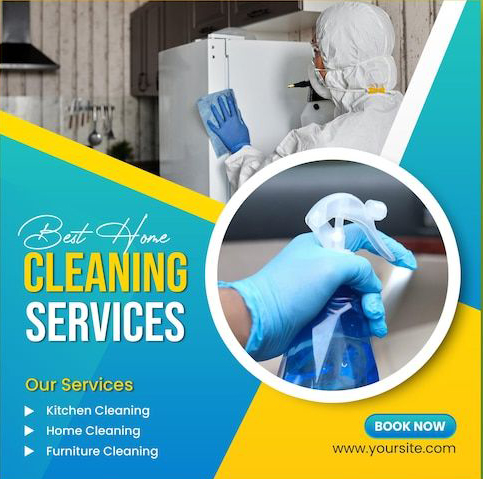 Best Home
CLEANING
SERVICES
Our Services
Kitchen Cleaning
Home Cleaning
Furniture Cleaning
BOOK NOW
www.yoursite.com